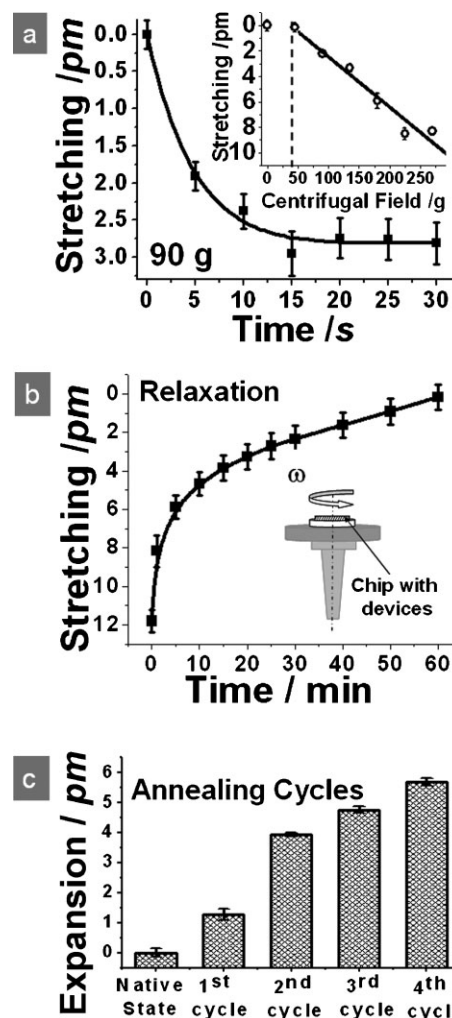 a
Stretching /pm
0.0
0.5
1.0
1.5
2.0
2.5
3.0
90 g
0 5 10 15 20 25 30
Time /s
Stretching /pm
0
2
4
6
8
10
0 50 100 150 200 250
Centrifugal Field /g
b
Relaxation
Stretching /pm
0
2
4
6
8
10
12
ω
Chip with
devices
0 10 20 30 40 50 60
Time / min
c
Annealing Cycles
Expansion / pm
6
5
4
3
2
1
0
Native 1st 2nd 3rd 4th
State cycle cycle cycle cycl